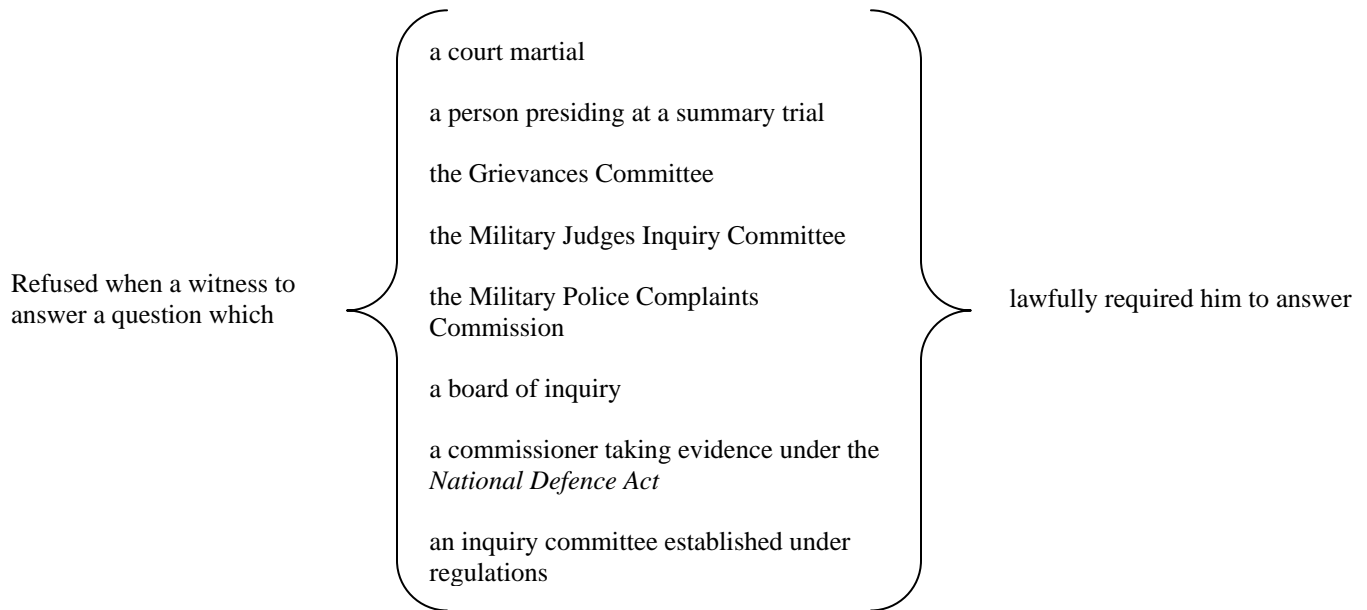 Refused when a witness to
answer a question which
a court martial
a person presiding at a summary trial
the Grievances Committee
the Military Judges Inquiry Committee
the Military Police Complaints
Commission
a board of inquiry
a commissioner taking evidence under the
National Defence Act
an inquiry committee established under
regulations
lawfully required him to answer